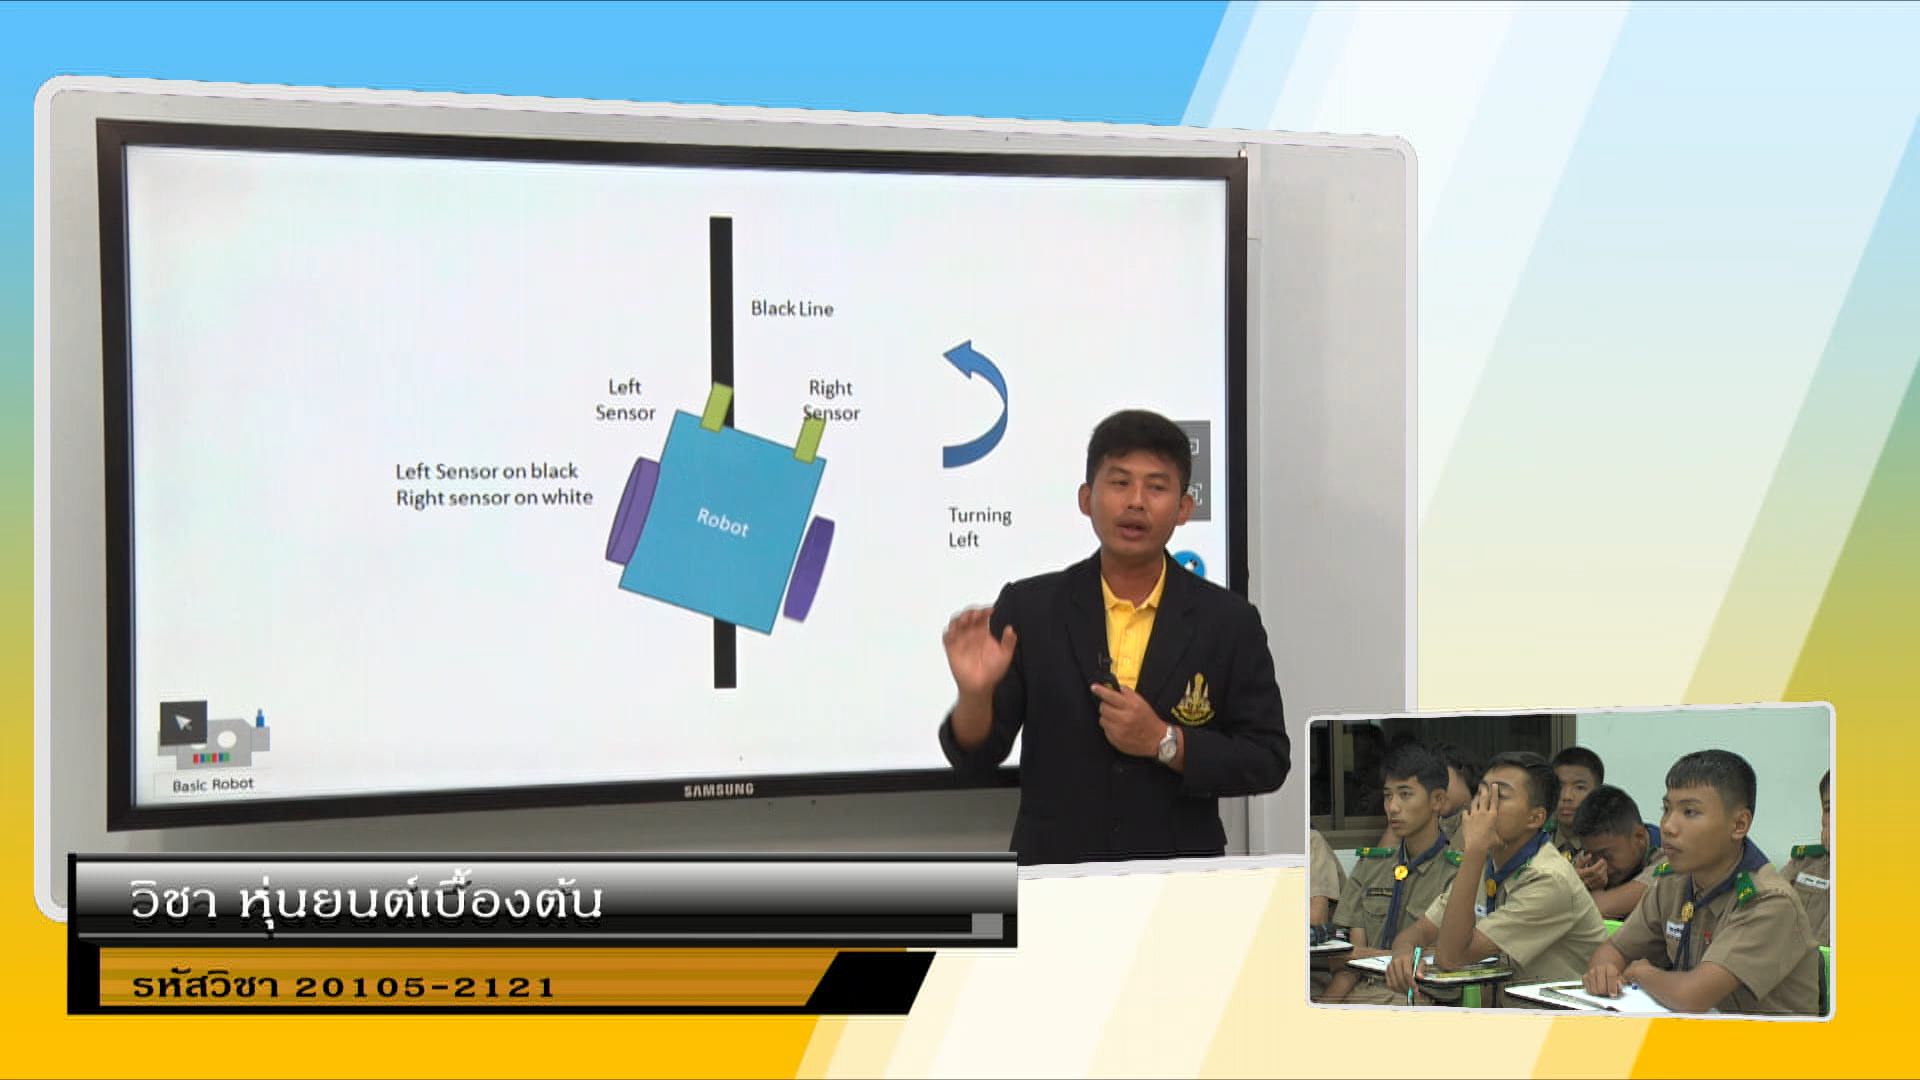 Black Line
Left
Sensor
Right
Sensor
Left Sensor on black
Right sensor on white
Robot
Turning
Left
Basic Robot
SAMSUNG
วิชา หุ่นยนต์เบื้องต้น
รหัสวิชา 20105-2121